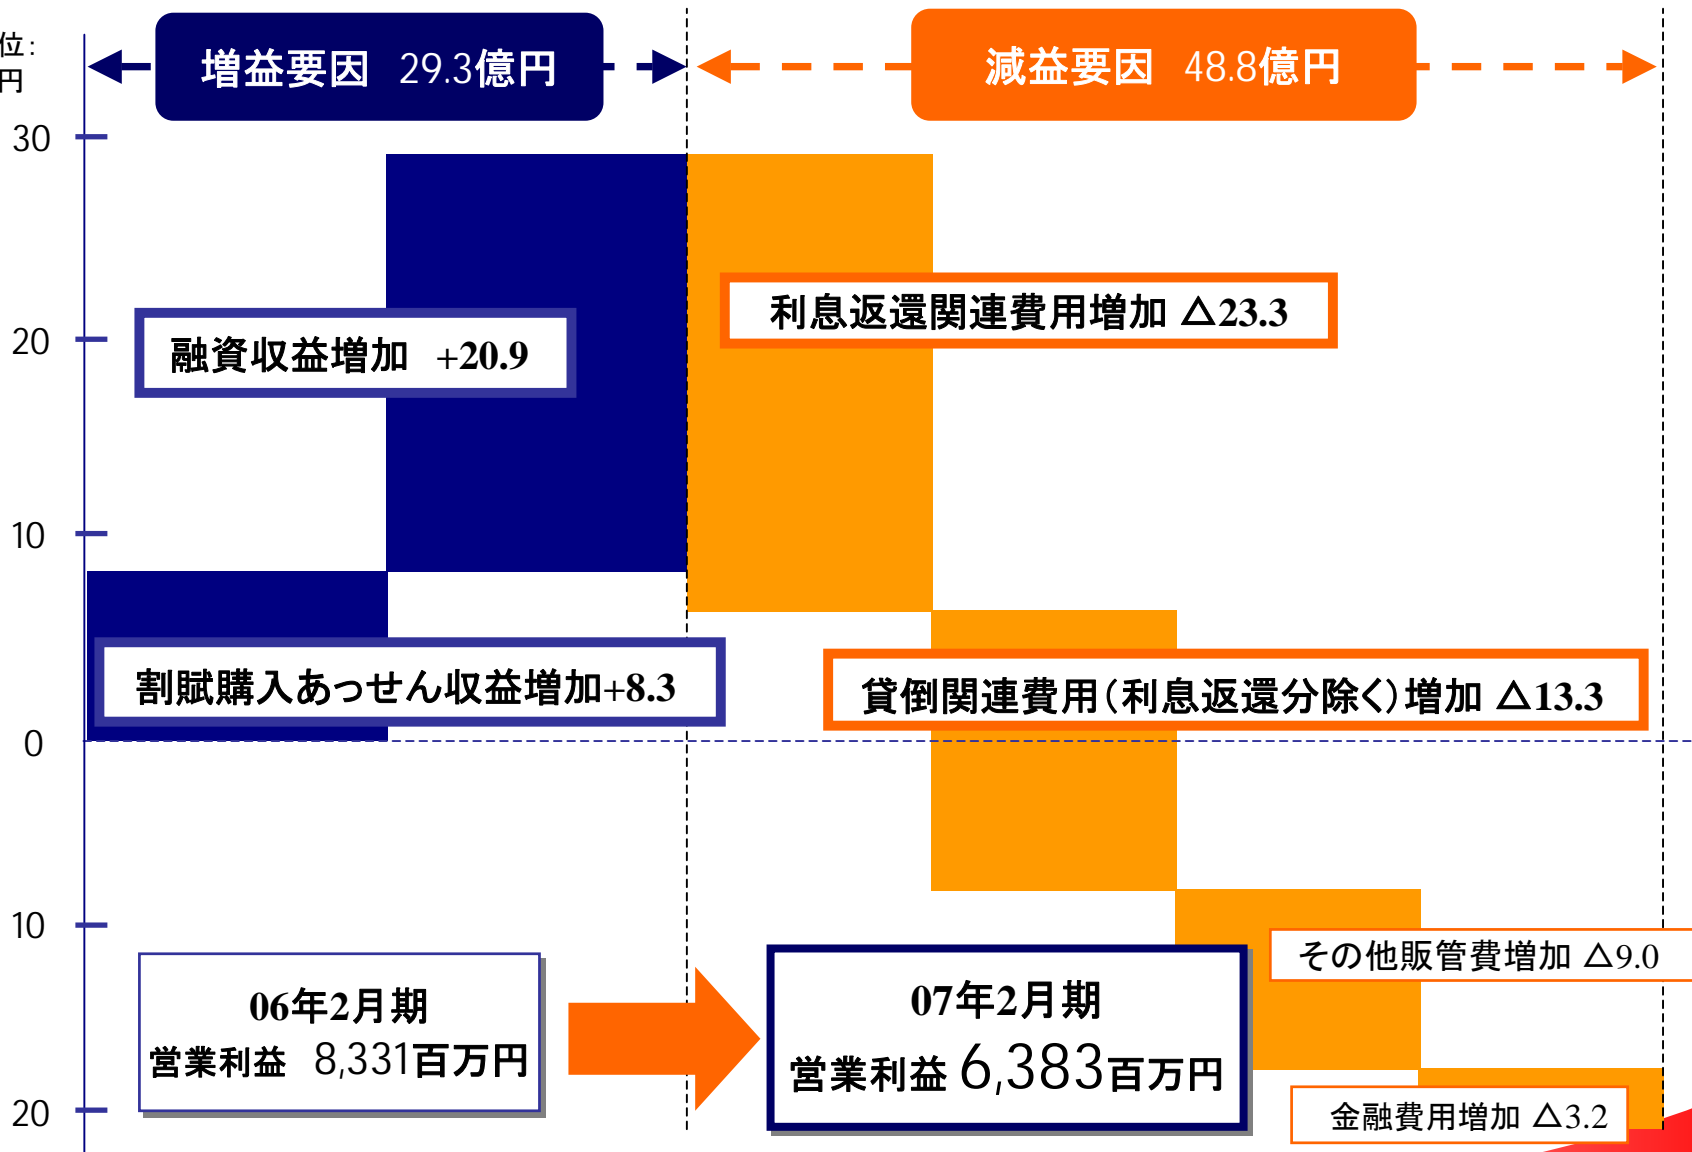 位：
円
増益要因 29.3億円
減益要因 48.8億円
30
20
10
0
10
20
融資収益増加 +20.9
割賦購入あっせん収益増加+8.3
利息返還関連費用増加 △23.3
貸倒関連費用（利息返還分除く）増加 △13.3
その他販管費増加 △9.0
金融費用増加 △3.2
06年2月期
営業利益 8,331百万円
07年2月期
営業利益 6,383百万円